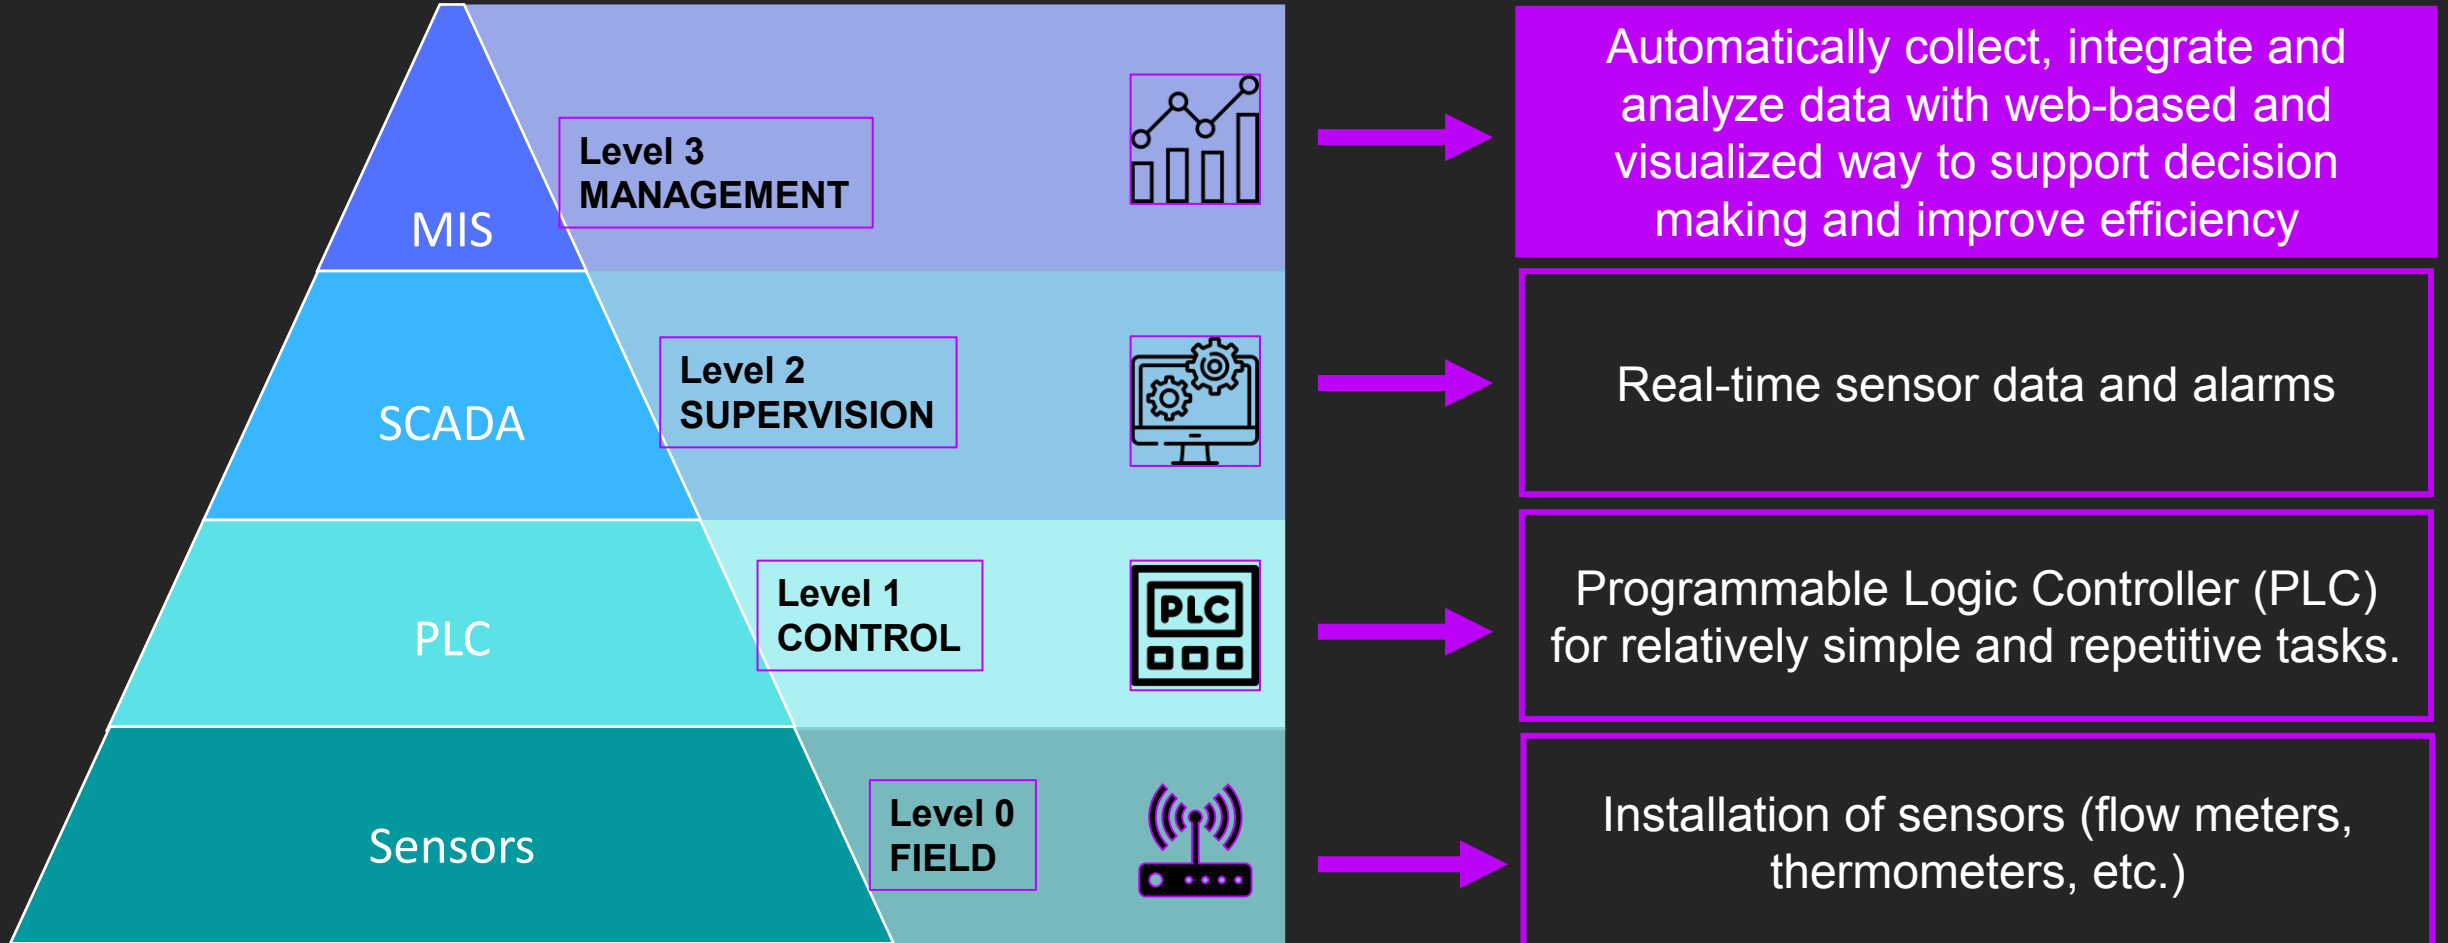 MIS
Level 3
MANAGEMENT
Automatically collect, integrate and
analyze data with web-based and
visualized way to support decision
making and improve efficiency
SCADA
Level 2
SUPERVISION
Real-time sensor data and alarms
PLC
Level 1
CONTROL
PLC
Programmable Logic Controller (PLC)
for relatively simple and repetitive tasks.
Sensors
Level 0
FIELD
Installation of sensors (flow meters,
thermometers, etc.)